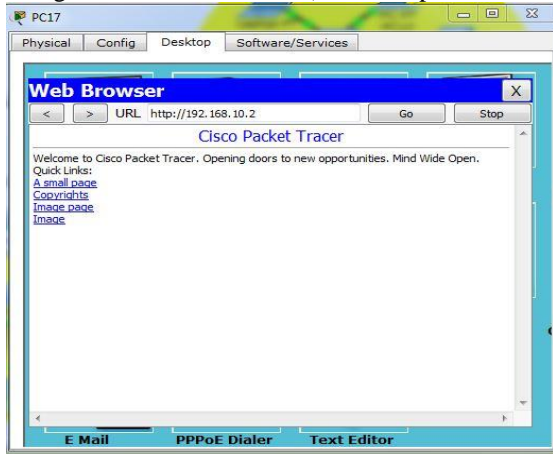 PC17
Physical Config Desktop Software/Services
Web Browser X
< > URL http://192.168.10.2 Go Stop
Cisco Packet Tracer
Welcome to Cisco Packet Tracer. Opening doors to new opportunities. Mind Wide Open.
Quick Links:
A small page
Copyrights
Image page
Image
E Mail PPPoE Dialer Text Editor